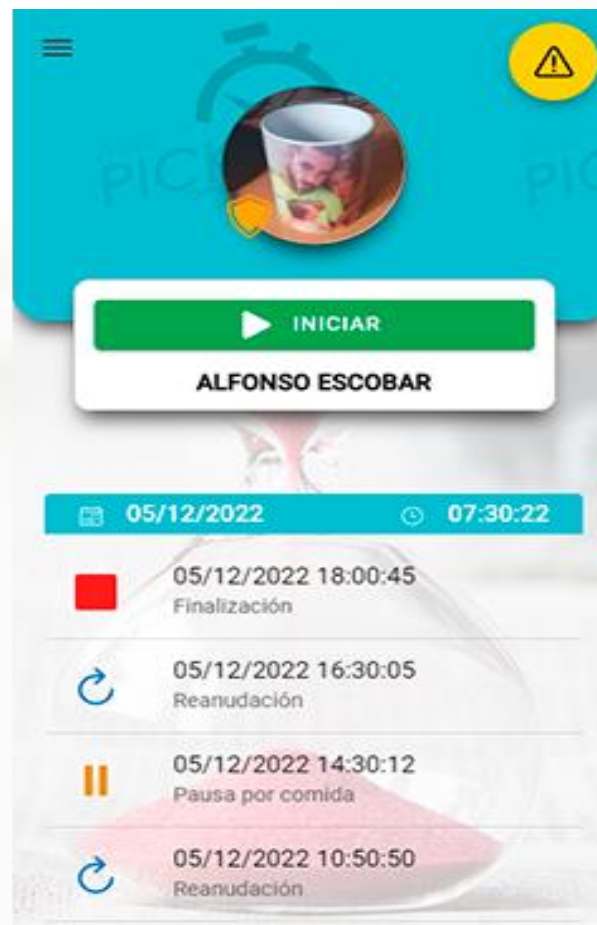 PIC
PIC
INICIAR
ALFONSO ESCOBAR
05/12/2022 07:30:22
05/12/2022 18:00:45
Finalización
05/12/2022 16:30:05
Reanudación
05/12/2022 14:30:12
Pausa por comida
05/12/2022 10:50:50
Reanudación